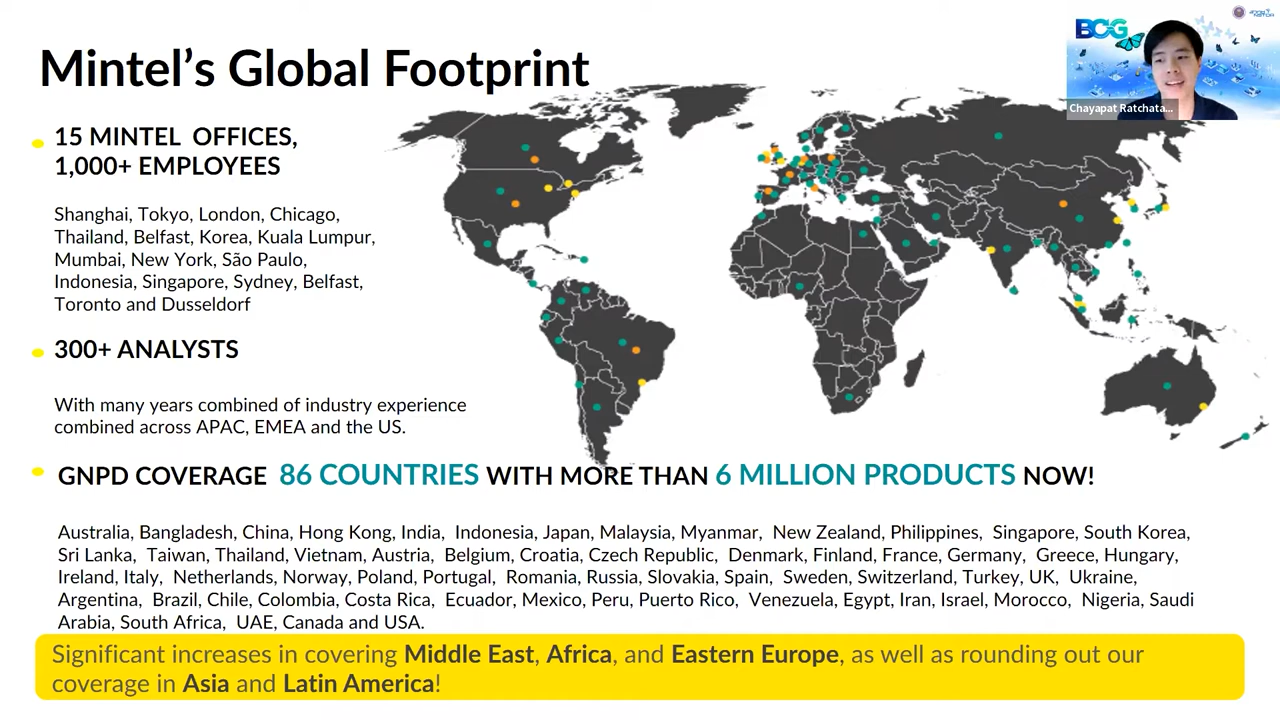 Mintel’s Global Footprint
BCG
Chayapat Ratchata...
15 MINTEL OFFICES,
1,000+ EMPLOYEES
Shanghai, Tokyo, London, Chicago,
Thailand, Belfast, Korea, Kuala Lumpur,
Mumbai, New York, São Paulo,
Indonesia, Singapore, Sydney, Belfast,
Toronto and Dusseldorf
300+ ANALYSTS
With many years combined of industry experience
combined across APAC, EMEA and the US.
GNPD COVERAGE 86 COUNTRIES WITH MORE THAN 6 MILLION PRODUCTS NOW!
Australia, Bangladesh, China, Hong Kong, India, Indonesia, Japan, Malaysia, Myanmar, New Zealand, Philippines, Singapore, South Korea,
Sri Lanka, Taiwan, Thailand, Vietnam, Austria, Belgium, Croatia, Czech Republic, Denmark, Finland, France, Germany, Greece, Hungary,
Ireland, Italy, Netherlands, Norway, Poland, Portugal, Romania, Russia, Slovakia, Spain, Sweden, Switzerland, Turkey, UK, Ukraine,
Argentina, Brazil, Chile, Colombia, Costa Rica, Ecuador, Mexico, Peru, Puerto Rico, Venezuela, Egypt, Iran, Israel, Morocco, Nigeria, Saudi
Arabia, South Africa, UAE, Canada and USA.
Significant increases in covering Middle East, Africa, and Eastern Europe, as well as rounding out our
coverage in Asia and Latin America!